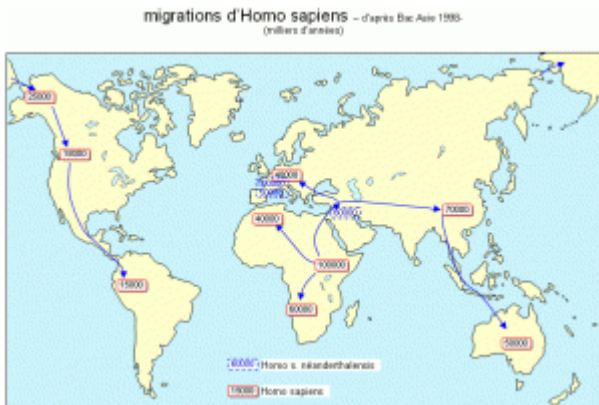 migrations d'Homo sapiens – d'après Bac Asie 1998-
(milliers d'années)
25000
40000
70000
40000
100000
15000
60000
50000
Homo s. néanderthalensis
15000 Homo sapiens